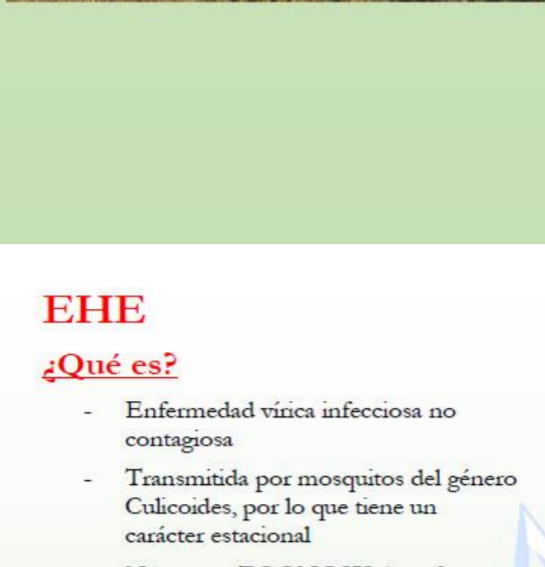 EHE
¿Qué es?
- Enfermedad vírica infecciosa no
contagiosa
- Transmitida por mosquitos del género
Culicoides, por lo que tiene un
carácter estacional